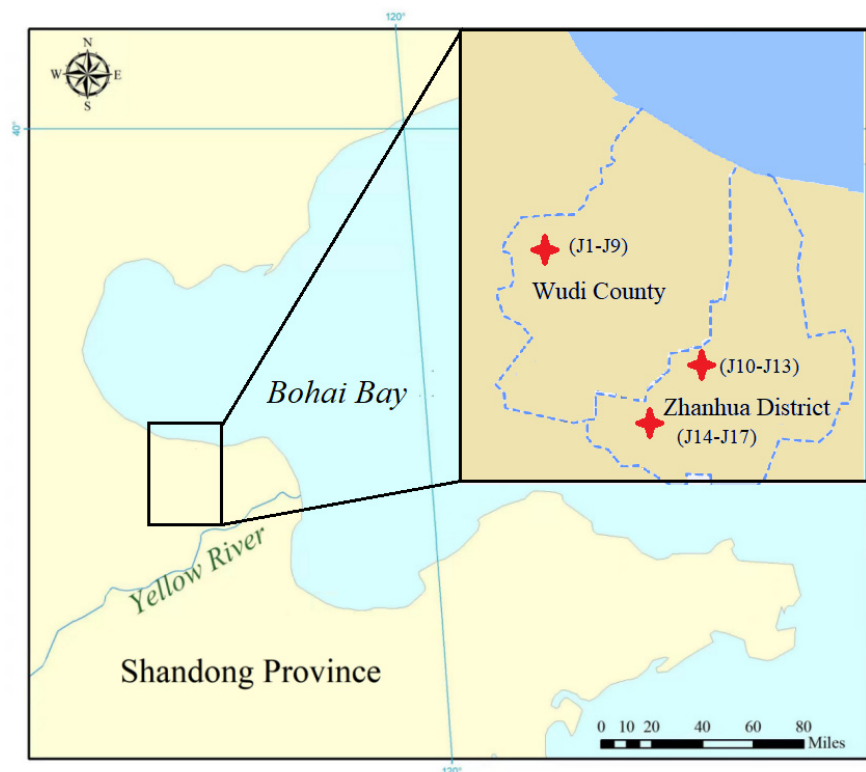 120°
N
W E
S
40°
(J1-J9)
Wudi County
(J10-J13)
Zhanhua District
(J14-J17)
Bohai Bay
Yellow River
Shandong Province
0 10 20 40 60 80
Miles
120°